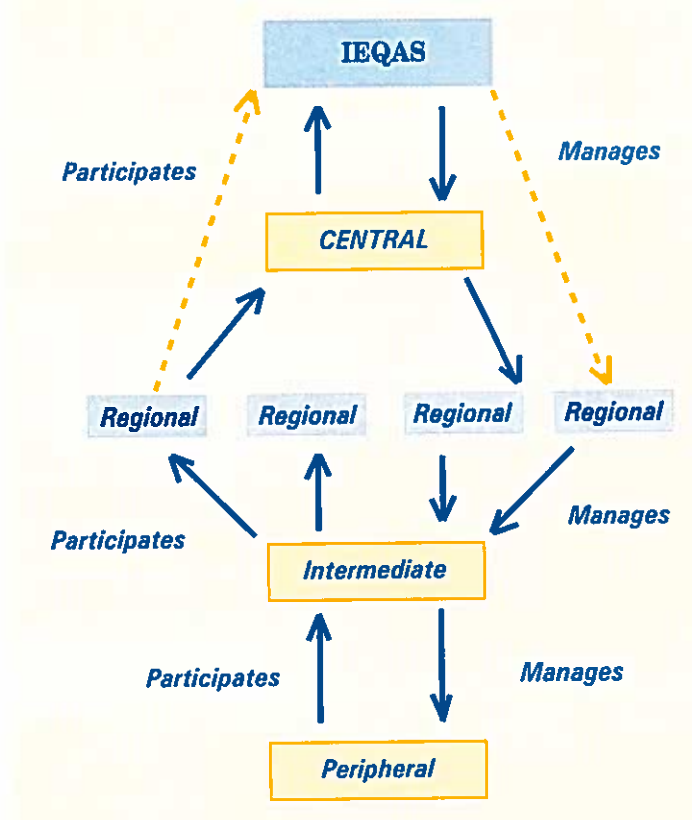 IEQAS
Participates
Manages
CENTRAL
Regional Regional Regional Regional
Participates
Manages
Intermediate
Participates
Manages
Peripheral